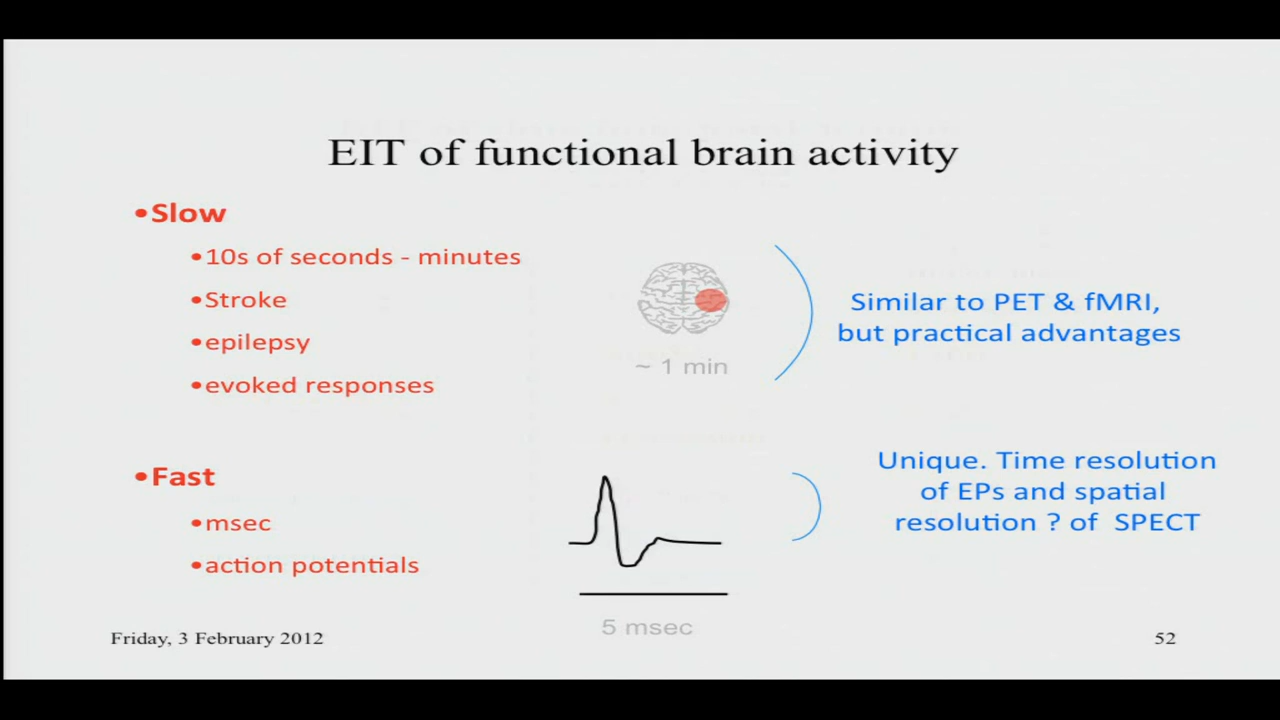 EIT of functional brain activity
•Slow
•10s of seconds - minutes
•Stroke
•epilepsy
•evoked responses
~ 1 min
Similar to PET & fMRI,
but practical advantages
•Fast
•msec
•action potentials
5 msec
Unique. Time resolution
of EPs and spatial
resolution ? of SPECT
Friday, 3 February 2012
52